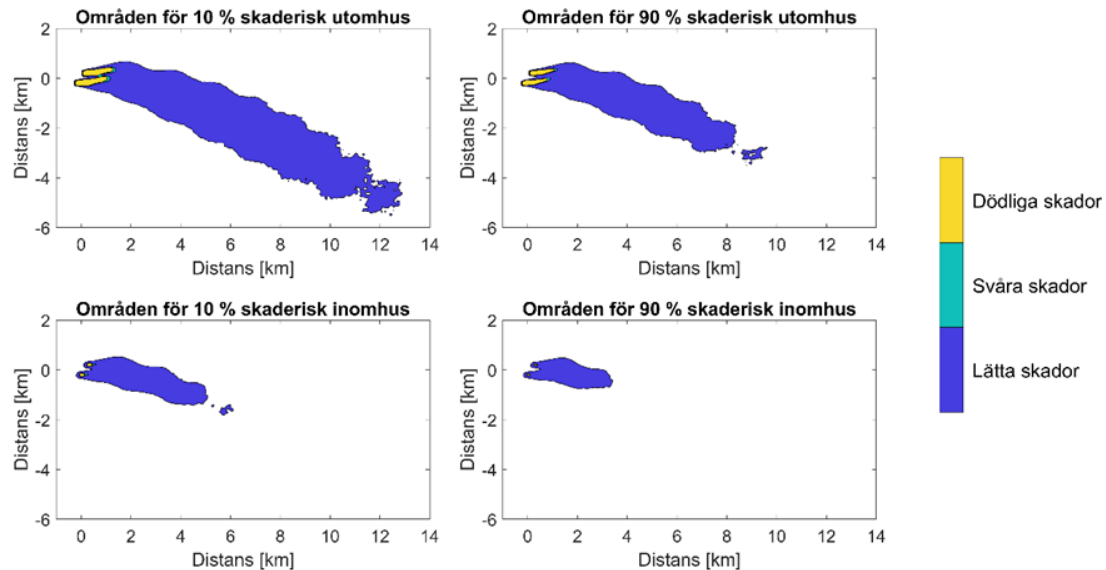 Områden för 10 % skaderisk utomhus
2
0
-2
-4
-6
Distans [km]
0 2 4 6 8 10 12 14
Distans [km]
Områden för 90 % skaderisk utomhus
2
0
-2
-4
-6
Distans [km]
0 2 4 6 8 10 12 14
Distans [km]
Områden för 10 % skaderisk inomhus
2
0
-2
-4
-6
Distans [km]
0 2 4 6 8 10 12 14
Distans [km]
Områden för 90 % skaderisk inomhus
2
0
-2
-4
-6
Distans [km]
0 2 4 6 8 10 12 14
Distans [km]
Dödliga skador
Svåra skador
Lätta skador